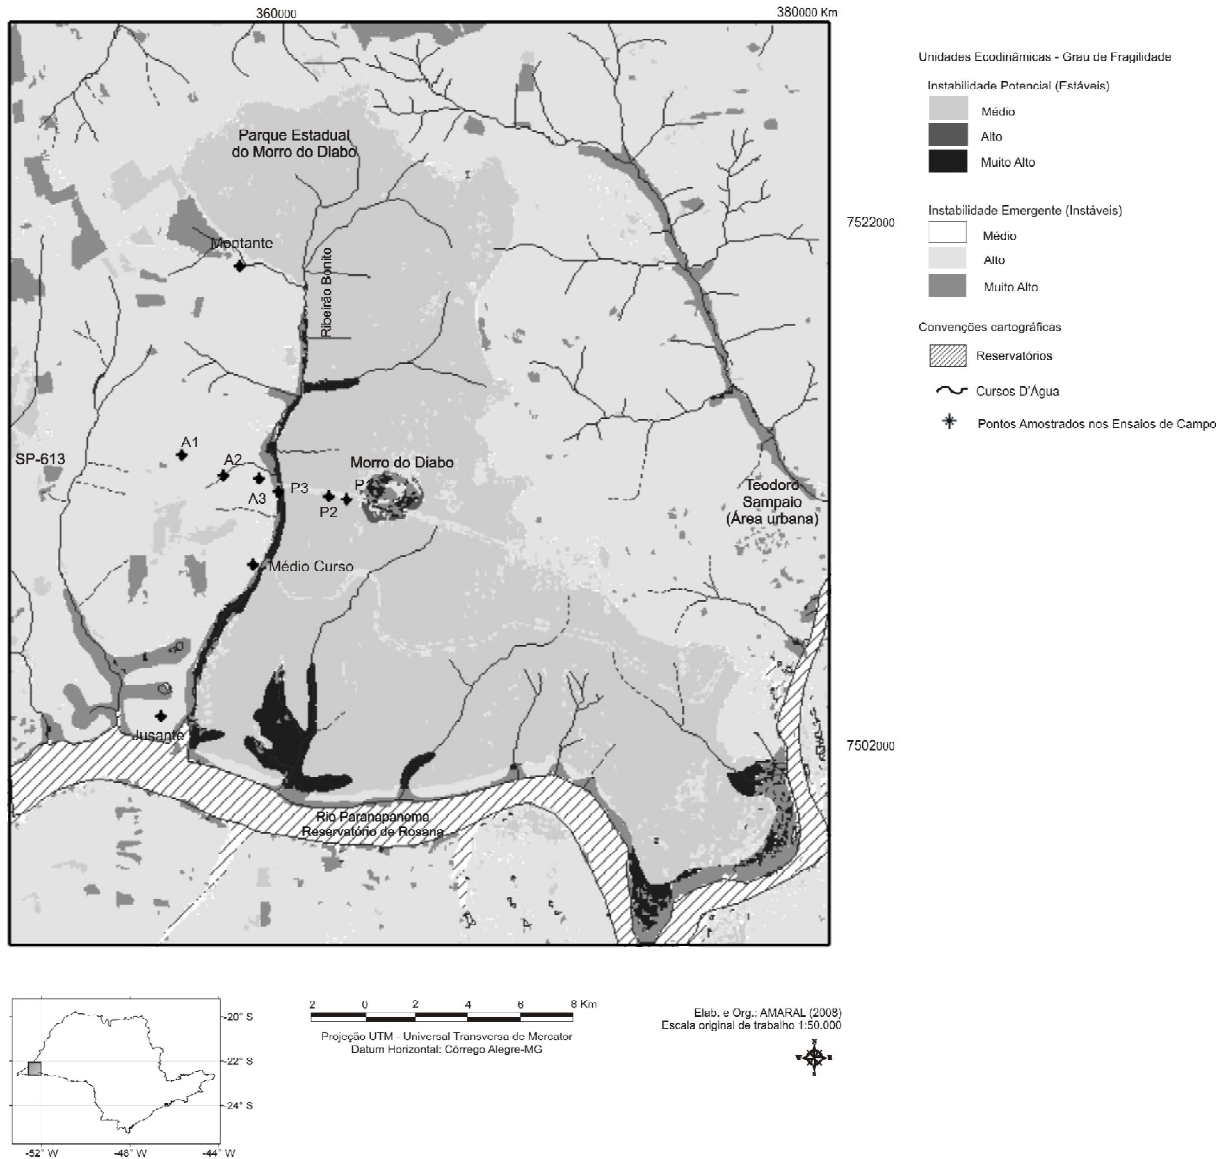 360000
380000 Km
Parque Estadual
do Morro do Diabo
Montante
Ribeirão Bonito
7522000
SP-613
A1
A2
A3
P3
P2
Morro do Diabo
Teodoro
Sampaio
(Área urbana)
Médio Curso
Jusante
7502000
Rio Paranapanema
Reservatório de Rosana
Unidades Ecodinâmicas - Grau de Fragilidade
Instabilidade Potencial (Estáveis)
Médio
Alto
Muito Alto
Instabilidade Emergente (Instáveis)
Médio
Alto
Muito Alto
Convenções cartográficas
Reservatórios
Cursos D'Água
Pontos Amostrados nos Ensaios de Campo
-20° S
-22° S
-24° S
-52° W
-48° W
-44° W
2 0 2 4 6 8 Km
Projeção UTM - Universal Transversa de Mercator
Datum Horizontal: Córrego Alegre-MG
Elab. e Org.: AMARAL (2008)
Escala original de trabalho 1:50.000